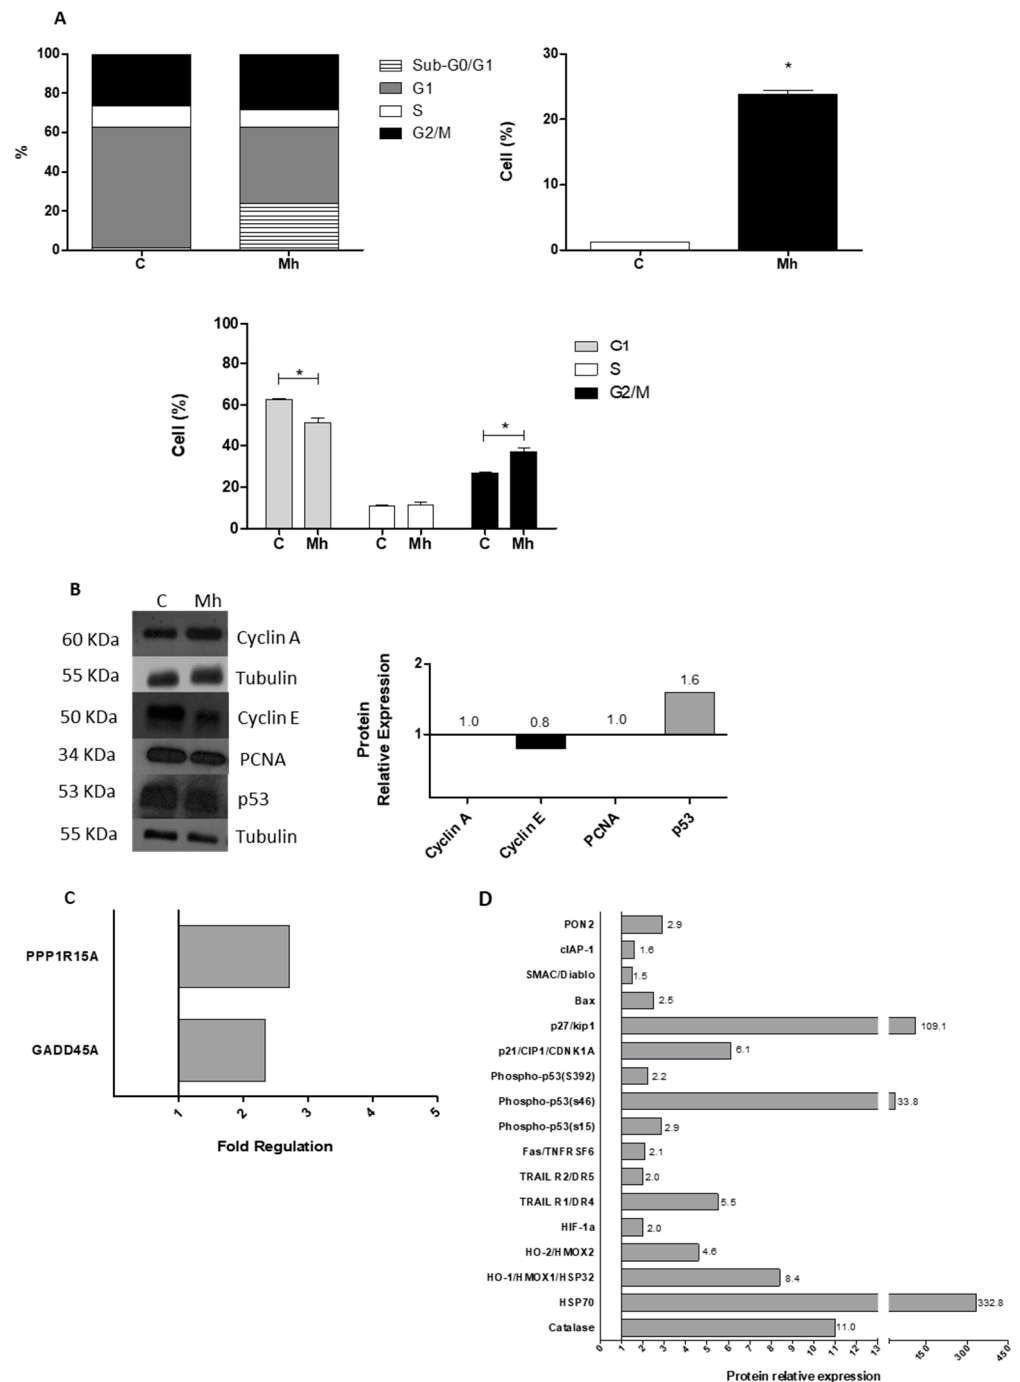 A
100
80
60
40
20
0
%
C
Mh
Sub-G0/G1
G1
S
G2/M
30
20
10
0
Cell (%)
*
C
Mh
100
80
60
40
20
0
Cell (%)
*
*
C Mh C Mh C Mh
G1
S
G2/M
B
C Mh
60 KDa Cyclin A
55 KDa Tubulin
50 KDa Cyclin E
34 KDa PCNA
53 KDa p53
55 KDa Tubulin
Protein
Relative Expression
2
1
1.0
0.8
1.0
1.6
Cyclin A
Cyclin E
PCNA
p53
C
PPP1R15A
GADD45A
1 2 3 4 5
Fold Regulation
D
PON2 2.9
cIAP-1 1.6
SMAC/Diablo 1.5
Bax 2.5
p27/kip1 109.1
p21/CIP1/CDNK1A 6.1
Phospho-p53(S392) 2.2
Phospho-p53(s46) 33.8
Phospho-p53(s15) 2.9
Fas/TNFRSF6 2.1
TRAIL R2/DR5 2.0
TRAIL R1/DR4 5.5
HIF-1a 2.0
HO-2/HMOX2 4.6
HO-1/HMOX1/HSP32 8.4
HSP70 332.8
Catalase 11.0
0 1 2 3 4 5 6 7 8 9 10 11 12 13 150 300 450
Protein relative expression